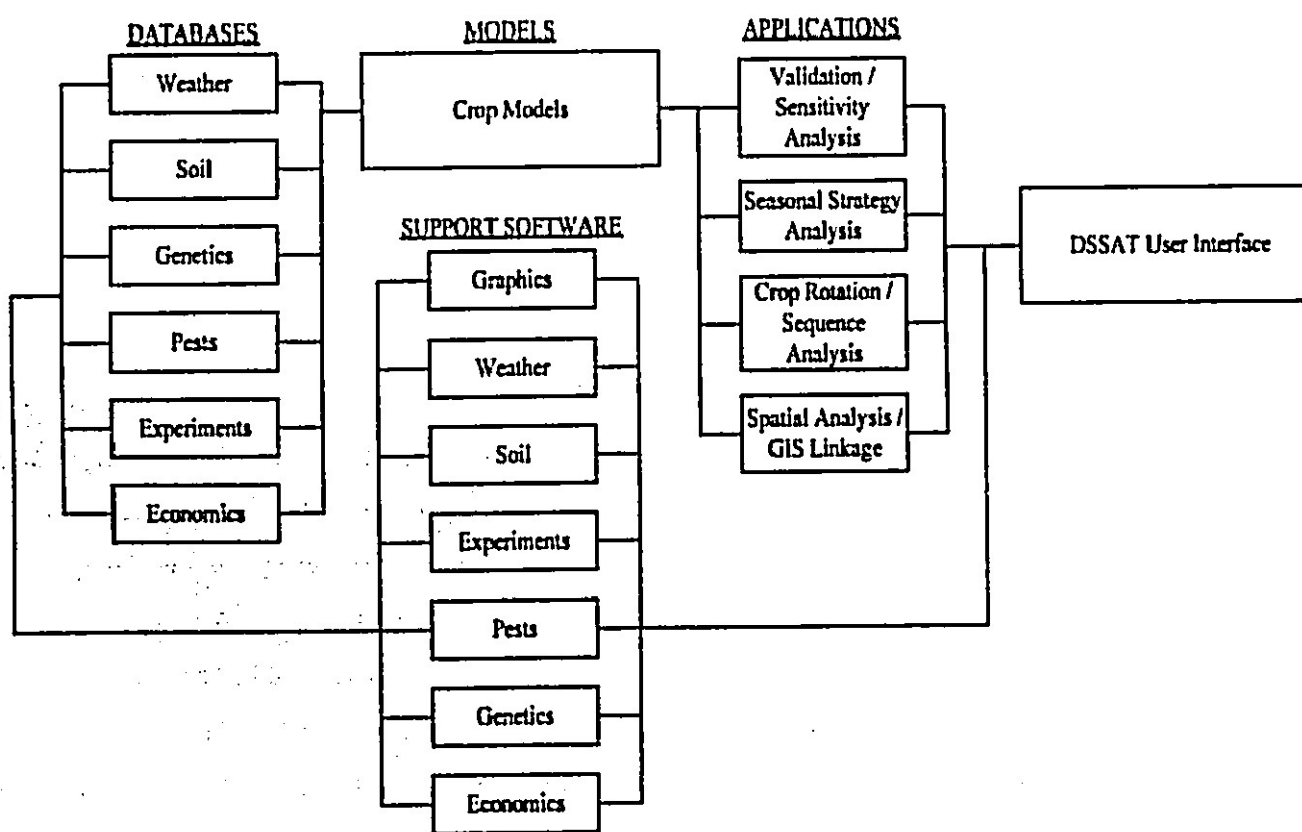 DATABASES
Weather
Soil
Genetics
Pests
Experiments
Economics
MODELS
Crop Models
SUPPORT SOFTWARE
Graphics
Weather
Soil
Experiments
Pests
Genetics
Economics
APPLICATIONS
Validation /
Sensitivity
Analysis
Seasonal Strategy
Analysis
Crop Rotation /
Sequence
Analysis
Spatial Analysis /
GIS Linkage
DSSAT User Interface